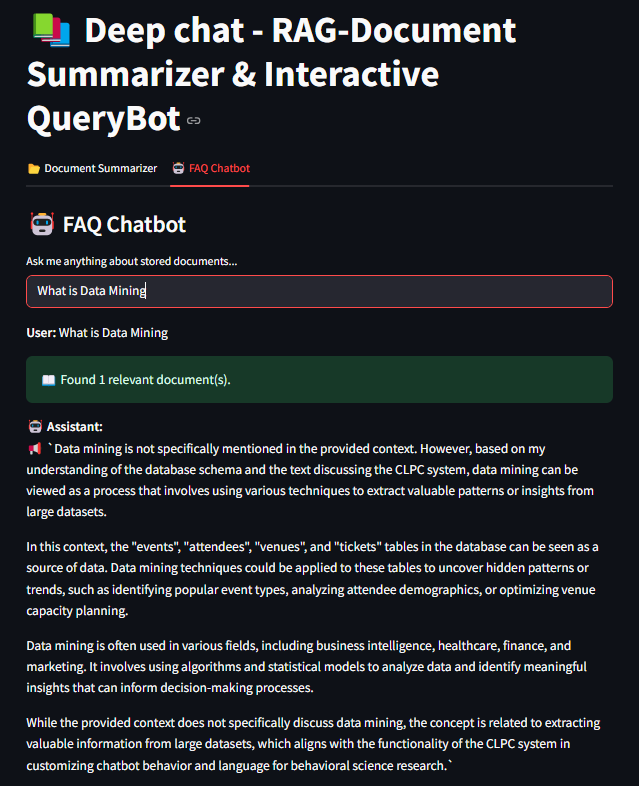 Deep chat - RAG-Document
Summarizer & Interactive
QueryBot
Document Summarizer FAQ Chatbot
FAQ Chatbot
Ask me anything about stored documents...
What is Data Mining
User: What is Data Mining
Found 1 relevant document(s).
Assistant:
`Data mining is not specifically mentioned in the provided context. However, based on my
understanding of the database schema and the text discussing the CLPC system, data mining can be
viewed as a process that involves using various techniques to extract valuable patterns or insights from
large datasets.
In this context, the "events", "attendees", "venues", and "tickets" tables in the database can be seen as a
source of data. Data mining techniques could be applied to these tables to uncover hidden patterns or
trends, such as identifying popular event types, analyzing attendee demographics, or optimizing venue
capacity planning.
Data mining is often used in various fields, including business intelligence, healthcare, finance, and
marketing. It involves using algorithms and statistical models to analyze data and identify meaningful
insights that can inform decision-making processes.
While the provided context does not specifically discuss data mining, the concept is related to extracting
valuable information from large datasets, which aligns with the functionality of the CLPC system in
customizing chatbot behavior and language for behavioral science research.`